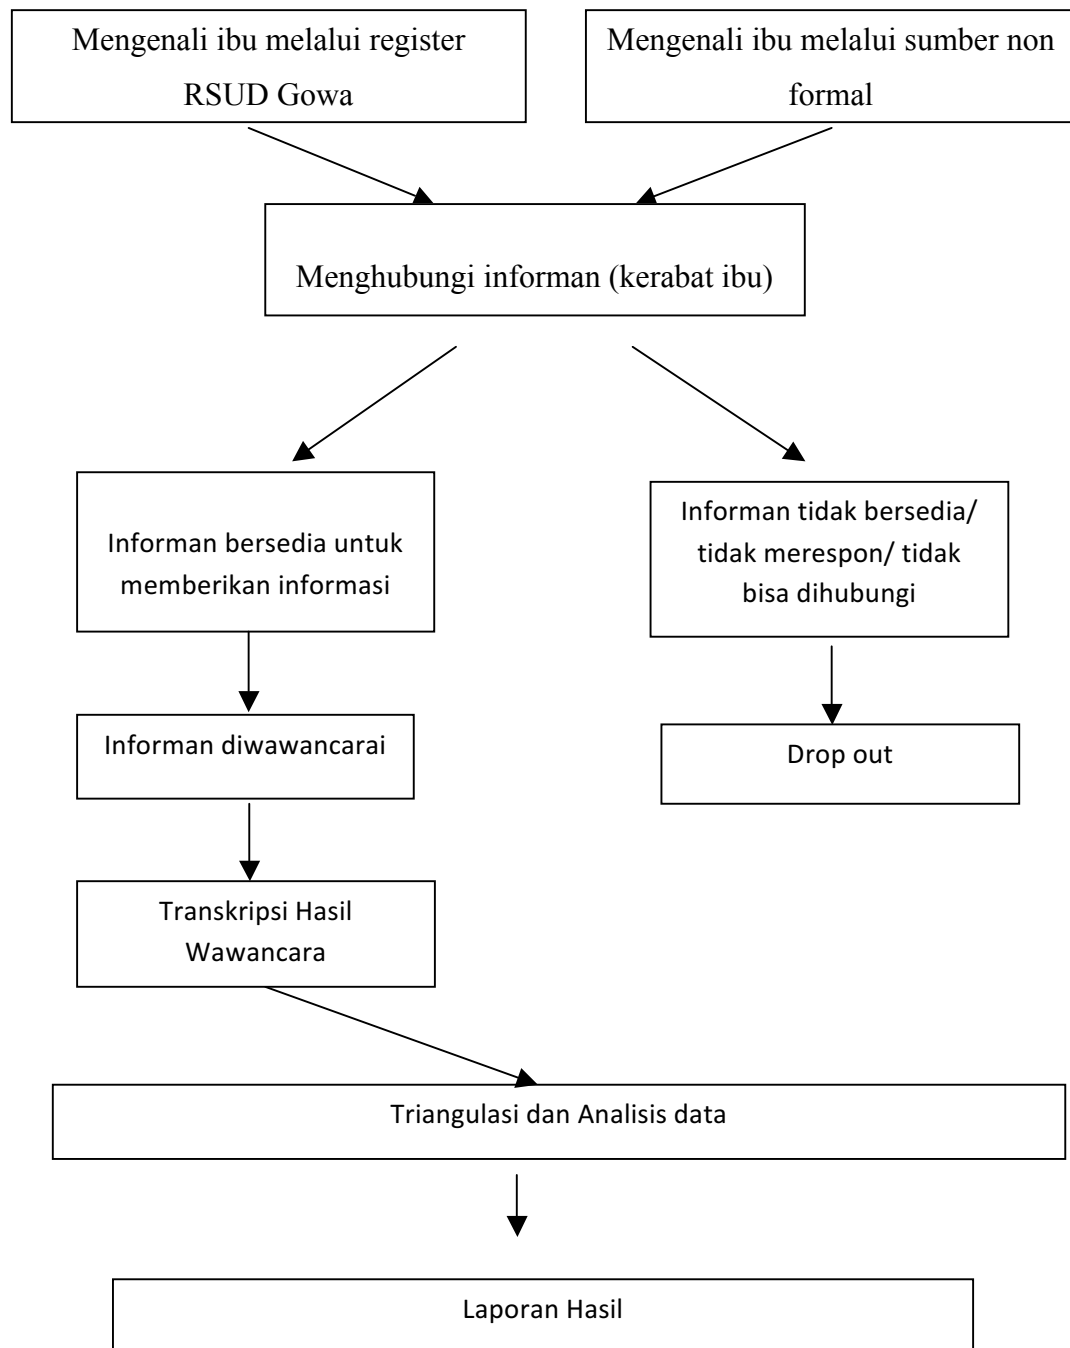 Mengenali ibu melalui register
RSUD Gowa
Mengenali ibu melalui sumber non
formal
Menghubungi informan (kerabat ibu)
Informan bersedia untuk
memberikan informasi
Informan tidak bersedia/
tidak merespon/ tidak
bisa dihubungi
Informan diwawancarai
Drop out
Transkripsi Hasil
Wawancara
Triangulasi dan Analisis data
Laporan Hasil